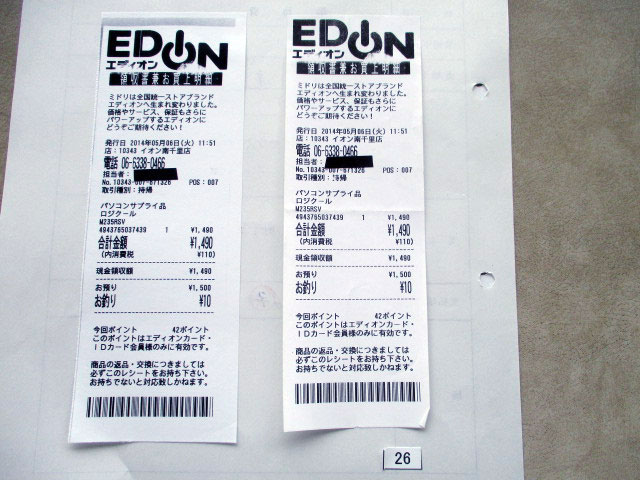 EDION
エディオン
領収書兼お買上明細
ミドリは全国統一ストアブランド
エディオンへ生まれ変わりました。
価格やサービス、保証もさらに
パワーアップするエディオンに
どうぞご期待ください!
発行日 2014年05月06日(火) 11:51
店:10343 イオン南千里店
電話 06-6338-0466
担当者:
No.10343-007-671326 POS:007
取引種別:持帰
パソコンサプライ品
ロジクール
M235RSV
4943765037439 1 ¥1,490
合計金額 ¥1,490
(内消費税 ¥110)
現金領収額 ¥1,490
お預り ¥1,500
お釣り ¥10
今回ポイント 42ポイント
このポイントはエディオンカード・
IDカード会員様のみに有効です。
商品の返品・交換につきましては
必ずこのレシートをお持ち下さい。
お持ちでないと対応致しかねます。
EDION
エディオン
領収書兼お買上明細
ミドリは全国統一ストアブランド
エディオンへ生まれ変わりました。
価格やサービス、保証もさらに
パワーアップするエディオンに
どうぞご期待ください!
発行日 2014年05月06日(火) 11:51
店:10343 イオン南千里店
電話 06-6338-0466
担当者:
No.10343-007-671326 POS:007
取引種別:持帰
パソコンサプライ品
ロジクール
M235RSV
4943765037439 1 ¥1,490
合計金額 ¥1,490
(内消費税 ¥110)
現金領収額 ¥1,490
お預り ¥1,500
お釣り ¥10
今回ポイント 42ポイント
このポイントはエディオンカード・
IDカード会員様のみに有効です。
商品の返品・交換につきましては
必ずこのレシートをお持ち下さい。
お持ちでないと対応致しかねます。
26